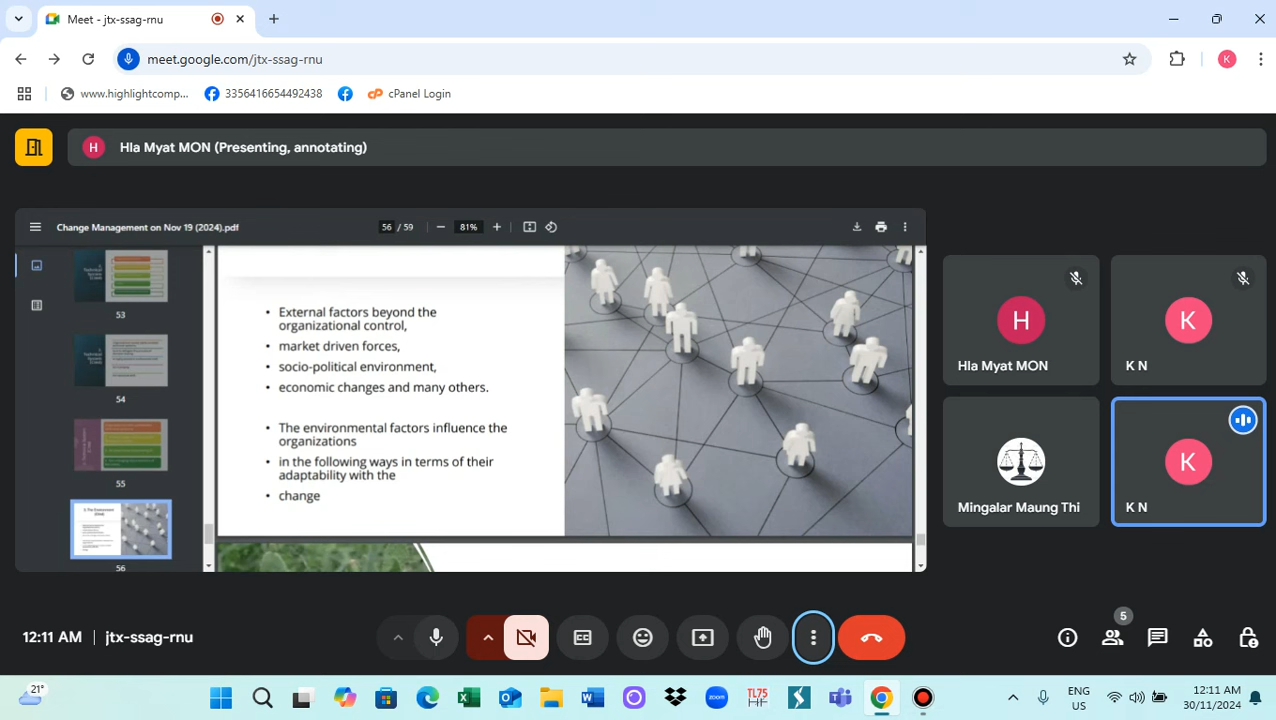 Meet - jtx-ssag-rnu
meet.google.com/jtx-ssag-rnu
K
www.highlightcomp...
3356416654492438
cPanel Login
H
Hla Myat MON (Presenting, annotating)
Change Management on Nov 19 (2024).pdf
56 / 59
81%
53
54
55
56
• External factors beyond the
organizational control,
• market driven forces,
• socio-political environment,
• economic changes and many others.
• The environmental factors influence the
organizations
• in the following ways in terms of their
adaptability with the
• change
H
Hla Myat MON
K
K N
Mingalar Maung Thi
K
K N
12:11 AM | jtx-ssag-rnu
5
21°
zoom
TL75
ENG
US
12:11 AM
30/11/2024